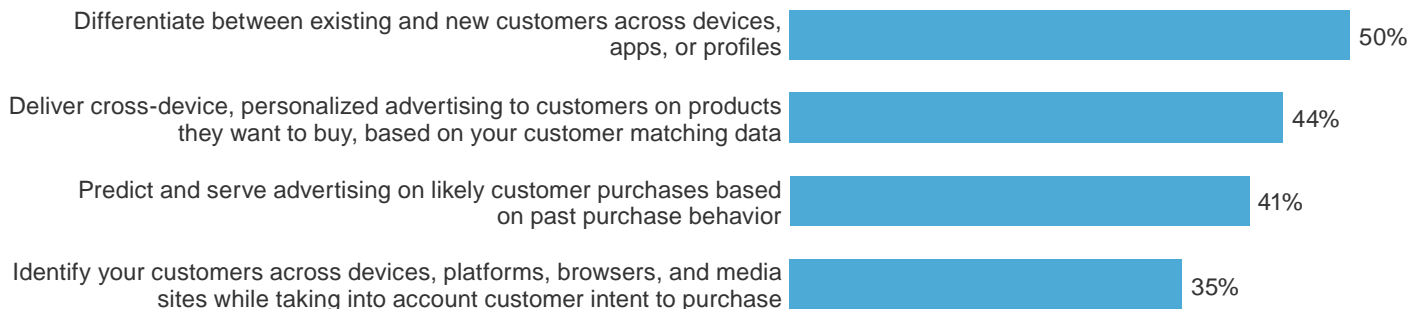 Differentiate between existing and new customers across devices,
apps, or profiles
50%
Deliver cross-device, personalized advertising to customers on products
they want to buy, based on your customer matching data
44%
Predict and serve advertising on likely customer purchases based
on past purchase behavior
41%
Identify your customers across devices, platforms, browsers, and media
sites while taking into account customer intent to purchase
35%